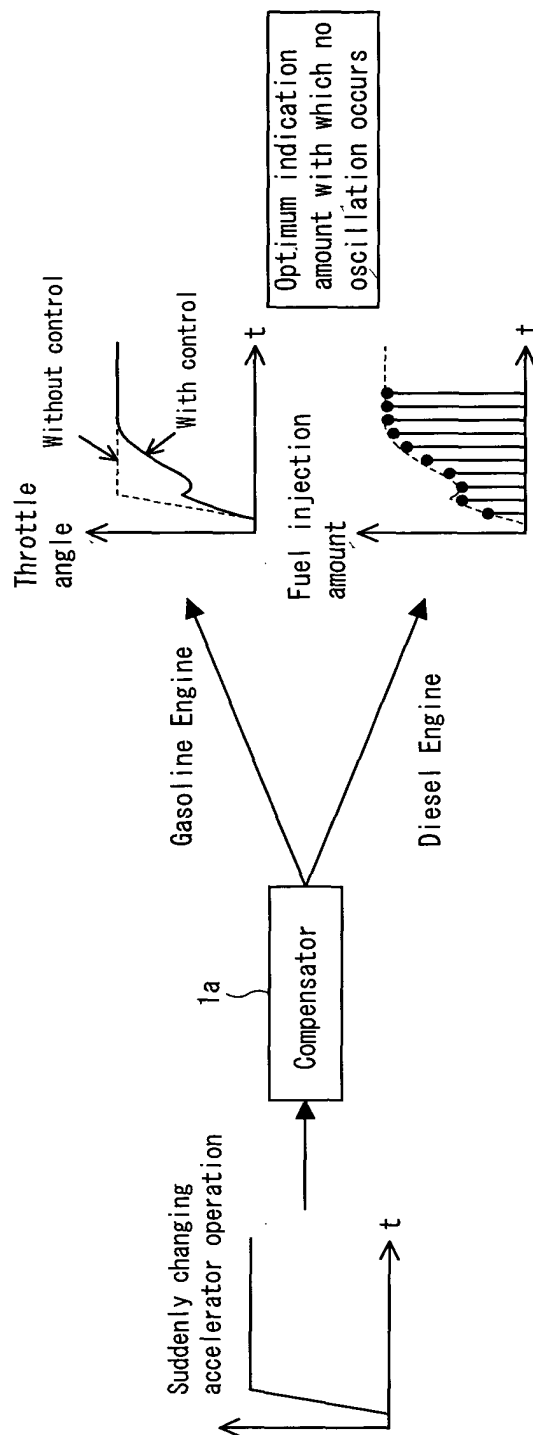 Suddenly changing
accelerator operation
t
1a
Compensator
Gasoline Engine
Diesel Engine
Throttle
angle
Without control
With control
t
Fuel injection
amount
t
Optimum indication
amount with which no
oscillation occurs